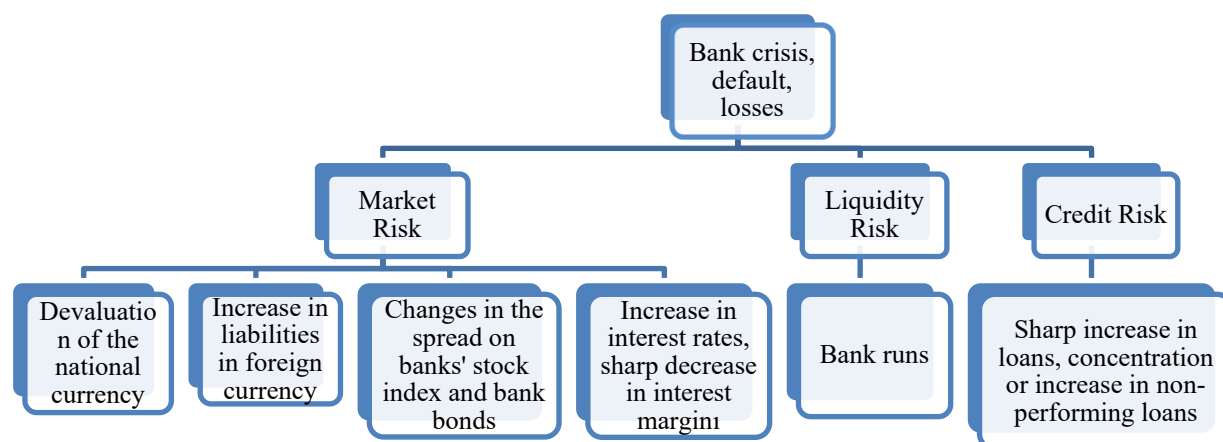 Bank crisis,
default,
losses
Market
Risk
Liquidity
Risk
Credit Risk
Devaluatio
n of the
national
currency
Increase in
liabilities
in foreign
currency
Changes in the
spread on
banks' stock
index and bank
bonds
Increase in
interest rates,
sharp decrease
in interest
margin
Bank runs
Sharp increase in
loans, concentration
or increase in non-
performing loans